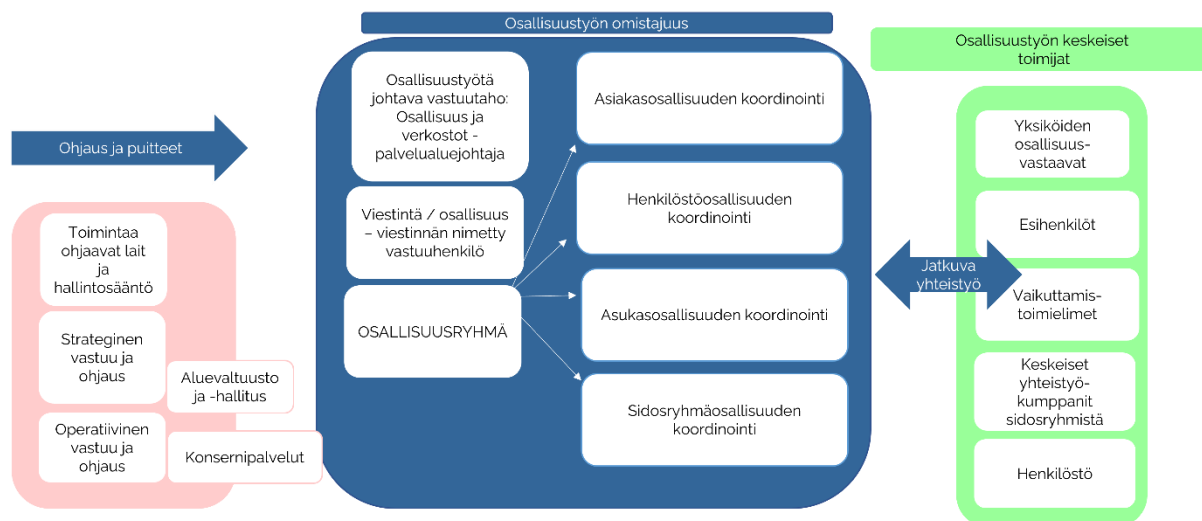 Osallisuustyön omistajuus
Osallisuustyön keskeiset
toimijat
Ohjaus ja puitteet
Toimintaa
ohjaavat lait
ja
hallintosääntö
Strateginen
vastuu ja
ohjaus
Aluevaltuusto
ja -hallitus
Operatiivinen
vastuu ja
ohjaus
Konsernipalvelut
Osallisuustyötä
johtava vastuutaho:
Osallisuus ja
verkostot -
palvelualuejohtaja
Viestintä / osallisuus
– viestinnän nimetty
vastuuhenkilö
OSALLISUUSRYHMÄ
Asiakasosallisuuden koordinointi
Henkilöstöosallisuuden
koordinointi
Asukasosallisuuden koordinointi
Sidosryhmäosallisuuden
koordinointi
Jatkuva
yhteistyö
Yksiköiden
osallisuus-
vastaavat
Esihenkilöt
Vaikuttamis-
toimielimet
Keskeiset
yhteistyö-
kumppanit
sidosryhmistä
Henkilöstö